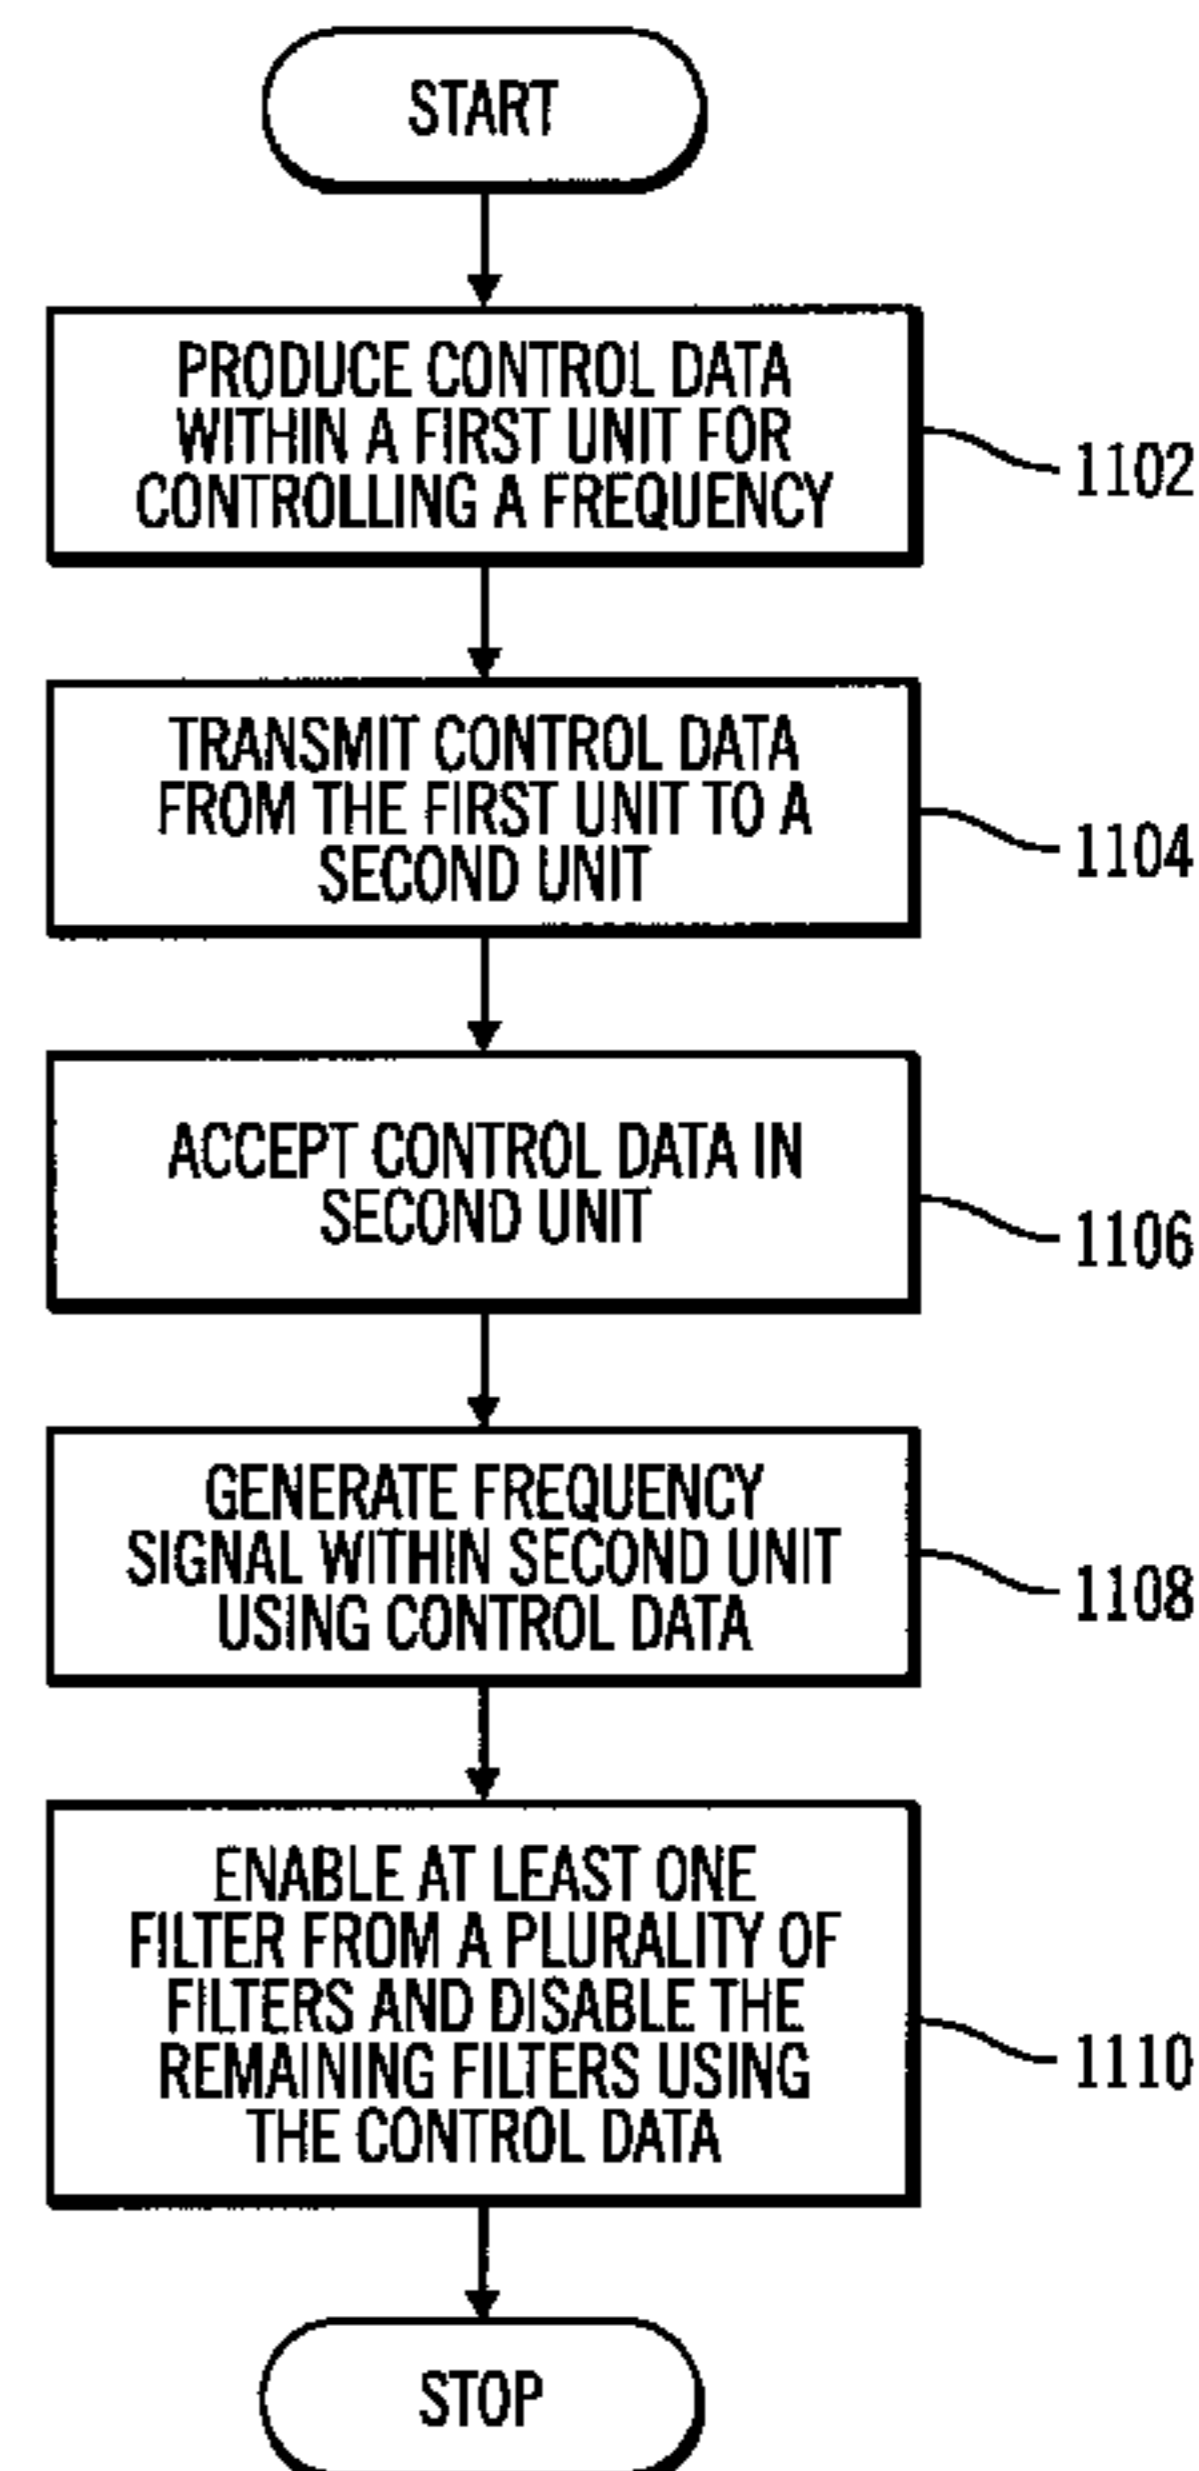 START
PRODUCE CONTROL DATA
WITHIN A FIRST UNIT FOR
CONTROLLING A FREQUENCY
1102
TRANSMIT CONTROL DATA
FROM THE FIRST UNIT TO A
SECOND UNIT
1104
ACCEPT CONTROL DATA IN
SECOND UNIT
1106
GENERATE FREQUENCY
SIGNAL WITHIN SECOND UNIT
USING CONTROL DATA
1108
ENABLE AT LEAST ONE
FILTER FROM A PLURALITY OF
FILTERS AND DISABLE THE
REMAINING FILTERS USING
THE CONTROL DATA
1110
STOP